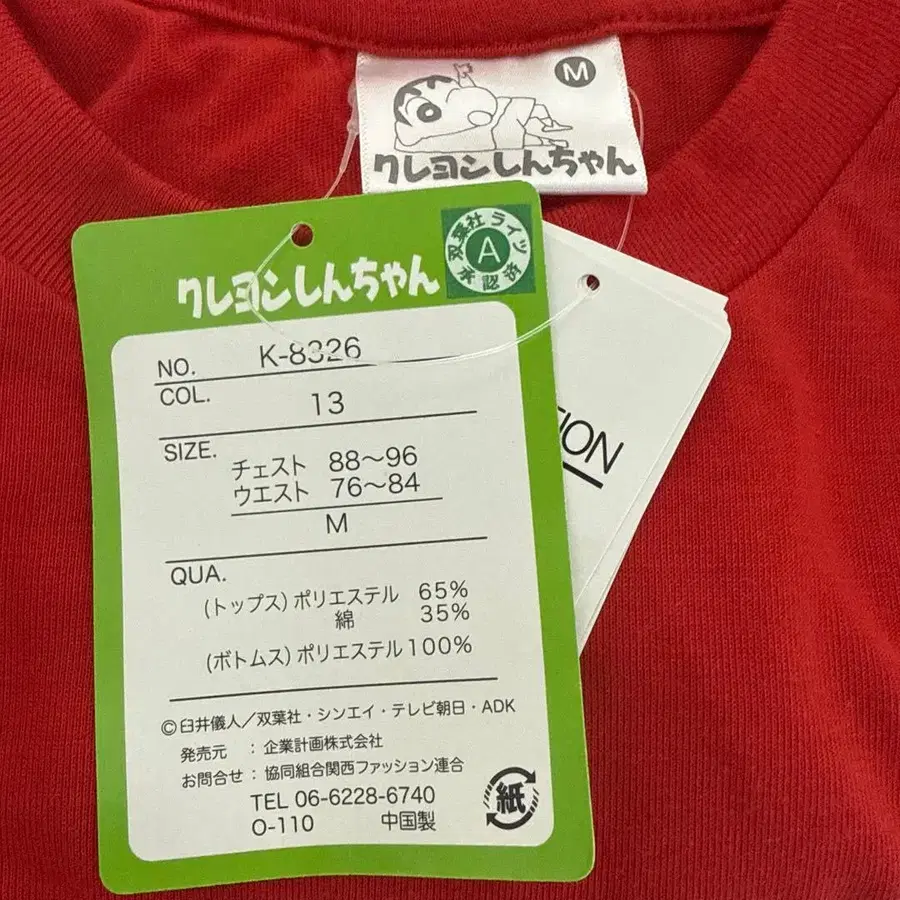 M
クレヨンしんちゃん
双葉社 ライツ
A
承認済
クレヨンしんちゃん
NO. K-8326
COL. 13
SIZE.
チェスト 88～96
ウエスト 76～84
M
QUA.
(トップス) ポリエステル 65%
綿 35%
(ボトムス) ポリエステル100%
©臼井儀人／双葉社・シンエイ・テレビ朝日・ADK
発売元 ：企業計画株式会社
お問合せ：協同組合関西ファッション連合
TEL 06-6228-6740
O-110 中国製
紙